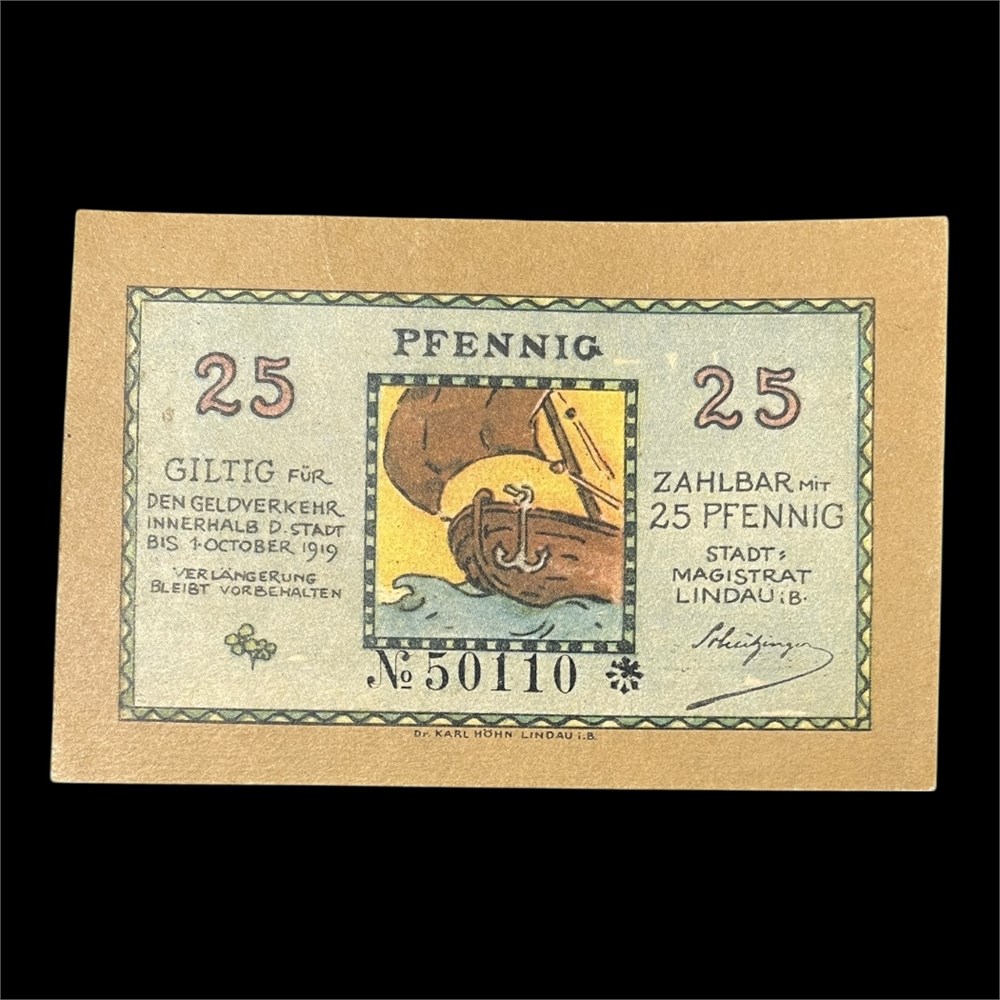 PFENNIG
25
GILTIG FÜR
DEN GELDVERKEHR
INNERHALB D. STADT
BIS 1·OCTOBER 1919
VERLÄNGERUNG
BLEIBT VORBEHALTEN
25
ZAHLBAR MIT
25 PFENNIG
STADT:
MAGISTRAT
LINDAU i.B.
Schützinger
№ 50110
Dr. KARL HÖHN LINDAU i.B.